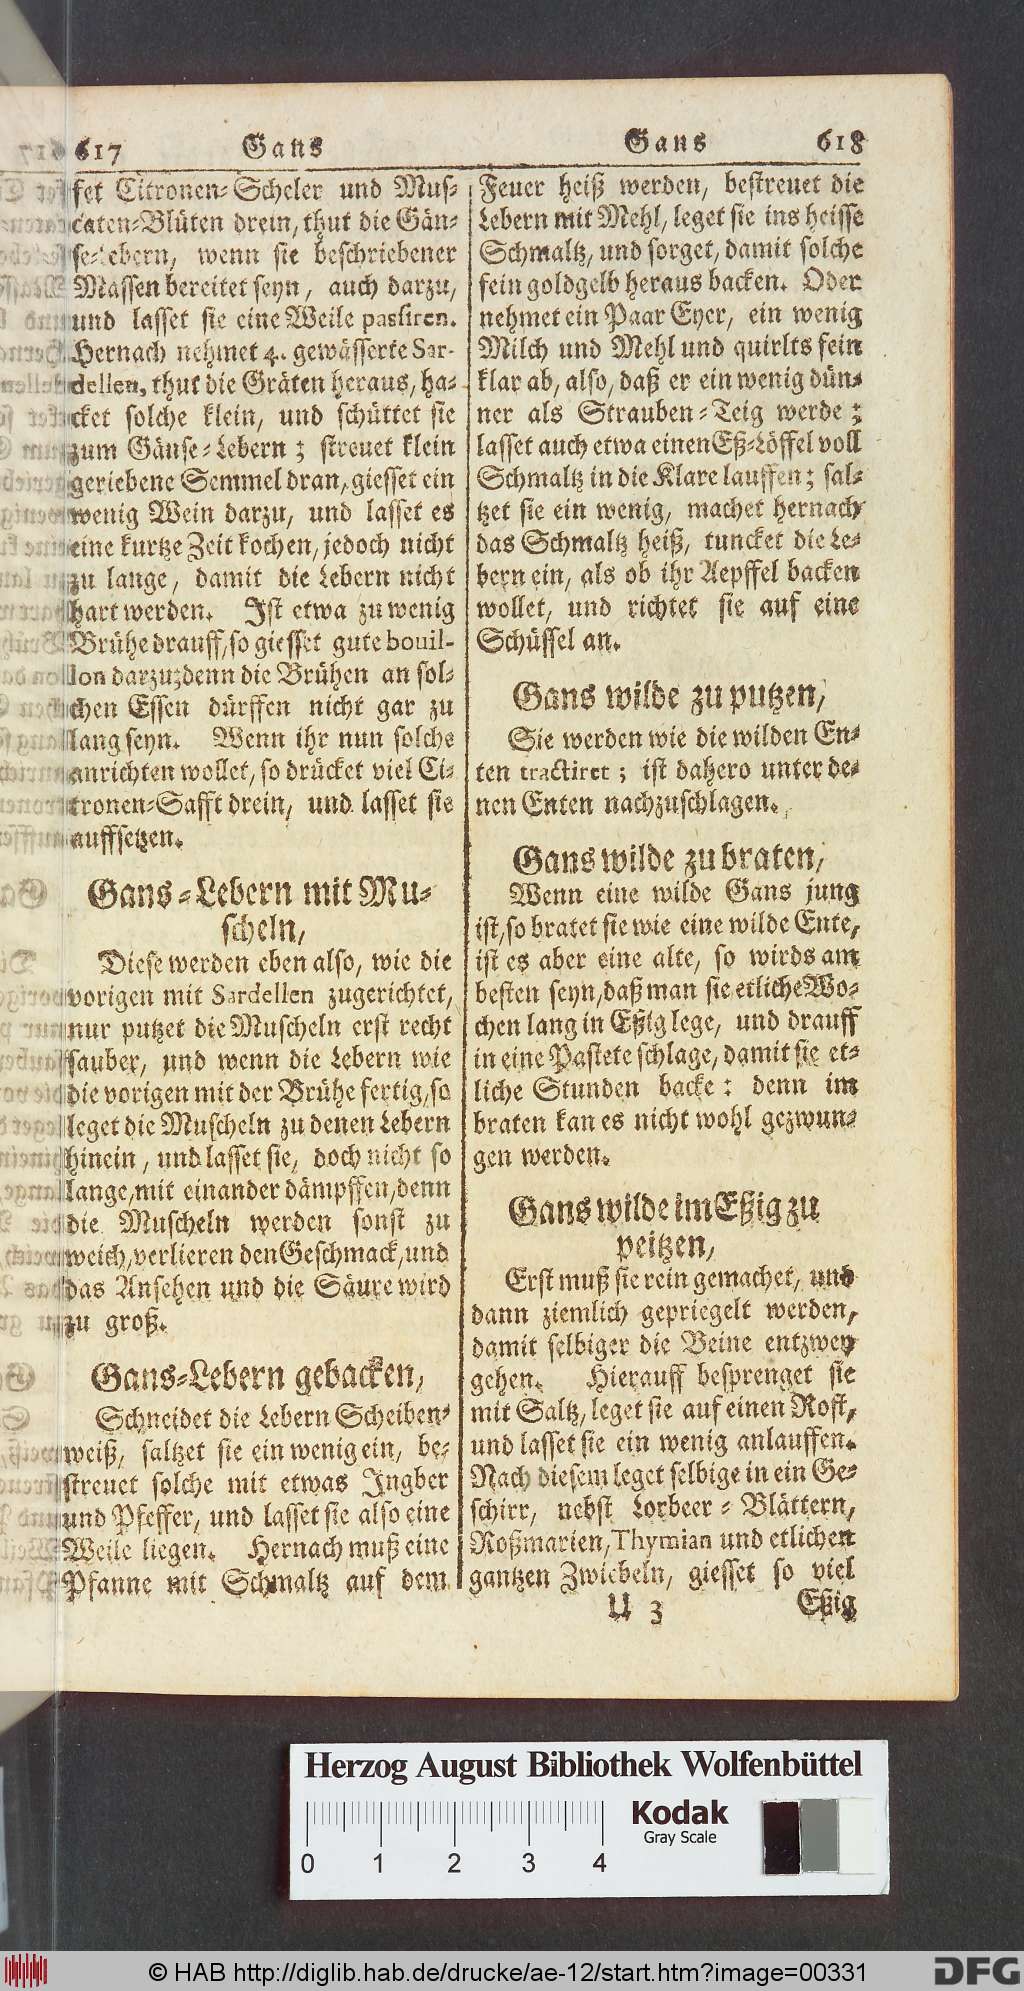 617 Gans
fet Citronen-Scheler und Mus-
caten-Blüten drein, thut die Gän-
se-Lebern, wenn sie beschriebener
Massen bereitet seyn, auch darzu,
und lasset sie eine Weile passiren.
Hernach nehmet 4. gewässerte Sar-
dellen, thut die Gräten heraus, ha-
cket solche klein, und schüttet sie
zum Gänse-Lebern; streuet klein
geriebene Semmel dran, giesset ein
wenig Wein darzu, und lasset es
eine kurtze Zeit kochen, jedoch nicht
zu lange, damit die Lebern nicht
hart werden. Ist etwa zu wenig
Brühe drauff, so giesset gute bouil-
lon darzu; denn die Brühen an sol-
chen Essen dürffen nicht gar zu
lang seyn. Wenn ihr nun solche
anrichten wollet, so drücket viel Ci-
tronen-Safft drein, und lasset sie
auffsetzen.
Gans-Lebern mit Mu-
scheln,
Diese werden eben also, wie die
vorigen mit Sardellen zugerichtet,
nur putzet die Muscheln erst recht
sauber, und wenn die Lebern wie
die vorigen mit der Brühe fertig, so
leget die Muscheln zu denen Lebern
hinein, und lasset sie, doch nicht so
lange, mit einander dämpffen, denn
die Muscheln werden sonst zu
weich, verlieren den Geschmack, und
das Ansehen und die Säure wird
zu groß.
Gans-Lebern gebacken,
Schneidet die Lebern Scheiben-
weiß, saltzet sie ein wenig ein, be-
streuet solche mit etwas Ingber
und Pfeffer, und lasset sie also eine
Weile liegen. Hernach muß eine
Pfanne mit Schmaltz auf dem
Gans 618
Feuer heiß werden, bestreuet die
Lebern mit Mehl, leget sie ins heisse
Schmaltz, und sorget, damit solche
fein goldgelb heraus backen. Oder
nehmet ein Paar Eyer, ein wenig
Milch und Mehl und quirlts fein
klar ab, also, daß er ein wenig dün-
ner als Strauben-Teig werde;
lasset auch etwa einen Eß-Löffel voll
Schmaltz in die Klare lauffen; sal-
tzet sie ein wenig, machet hernach
das Schmaltz heiß, tuncket die Le-
bern ein, als ob ihr Aepffel backen
wollet, und richtet sie auf eine
Schüssel an.
Gans wilde zu putzen,
Sie werden wie die wilden En-
ten tractiret; ist dahero unter de-
nen Enten nachzuschlagen.
Gans wilde zu braten,
Wenn eine wilde Gans jung
ist, so bratet sie wie eine wilde Ente,
ist es aber eine alte, so wirds am
besten seyn, daß man sie etliche Wo-
chen lang in Eßig lege, und drauff
in eine Pastete schlage, damit sie et-
liche Stunden backe: denn im
braten kan es nicht wohl gezwun-
gen werden.
Gans wilde im Eßig zu
peitzen,
Erst muß sie rein gemachet, und
dann ziemlich gepriegelt werden,
damit selbiger die Beine entzwey
gehen. Hierauff besprenget sie
mit Saltz, leget sie auf einen Rost,
und lasset sie ein wenig anlauffen.
Nach diesem leget selbige in ein Ge-
schirr, nebst Lorbeer-Blättern,
Roßmarien, Thymian und etlichen
gantzen Zwiebeln, giesset so viel
U 3 Eßig
Herzog August Bibliothek Wolfenbüttel
Kodak
Gray Scale
0 1 2 3 4
© HAB http://diglib.hab.de/drucke/ae-12/start.htm?image=00331
DFG